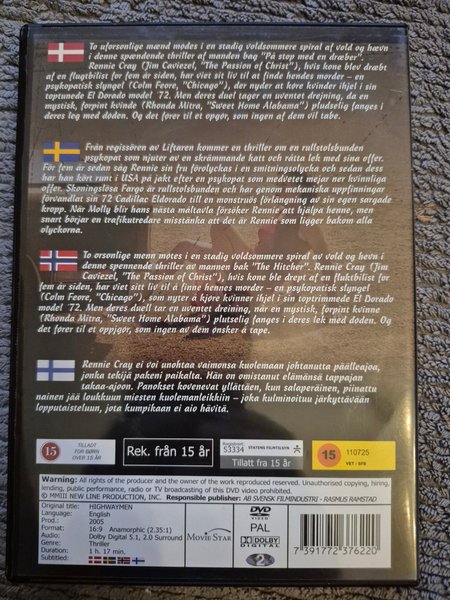 To uforsonlige mænd mødes i en stadig voldsommere spiral af vold og hævn
i denne spændende thriller af manden bag "På stop med en dræber".
Rennie Cray (Jim Caviezel, "The Passion of Christ"), hvis kone blev dræbt
af en flugtbilist for fem år siden, har viet sit liv til at finde hendes morder – en
psykopatisk slyngel (Colm Feore, "Chicago"), der nyder at køre kvinder ihjel i sin
toptunede El Dorado model '72. Men deres duel tager en uventet drejning, da en
mystisk, forpint kvinde (Rhonda Mitra, "Sweet Home Alabama") pludselig fanges i
deres leg med døden. Og det fører til et opgør, som ingen af dem vil tabe.
Från regissören av Liftaren kommer en thriller om en rullstolsbunden
psykopat som njuter av en skrämmande katt och råtta lek med sina offer.
För fem år sedan såg Rennie sin fru förolyckas i en smitningsolycka och sedan dess
har han kört runt i USA på jakt efter psykopaten som medvetet mejar ner kvinnliga offer.
Skoningslösa Fargo är rullstolsbunden och har genom mekaniska uppfinningar
förvandlat sin 72 Cadillac Eldorado till en monstruös förlängning av sin egen sargade
kropp. När Molly blir hans nästa måltavla försöker Rennie att hjälpa henne, men
snart börjar en trafikutredare misstänka att det är Rennie som ligger bakom alla
olyckorna.
To uforsonlige menn møtes i en stadig voldsommere spiral av vold og hevn i
denne spennende thriller av mannen bak "The Hitcher". Rennie Cray (Jim
Caviezel, "The Passion of Christ"), hvis kone ble drept av en fluktbilist for
fem år siden, har viet sitt liv til å finne hennes morder – en psykopatisk slyngel
(Colm Feore, "Chicago"), som nyter å kjøre kvinner ihjel i sin toptrimmede El Dorado
model '72. Men deres duell tar en uventet dreining, når en mystisk, forpint kvinne
(Rhonda Mitra, "Sweet Home Alabama") plutselig fanges i deres lek med døden. Og
det fører til et oppgjør, som ingen av dem ønsker å tape.
Rennie Cray ei voi unohtaa vaimonsa kuolemaan johtanutta päälleajoa,
jonka tekijä pakeni paikalta. Hän on omistanut elämänsä tappajan
takaa-ajoon. Panokset kovenevat yllättäen, kun salaperäinen, piinattu
nainen jää loukkuun miesten kuolemanleikkiin – joka kulminoituu järkyttävään
lopputaisteluun, jota kumpikaan ei aio hävitä.
15
TILLADT
FOR BØRN
OVER 15 ÅR
Rek. från 15 år
Registernr.
S3334
STATENS FILMTILSYN
Tillatt fra 15 år
15
110725
VET / SFB
Warning: All rights of the producer and the owner of the work reproduced reserved. Unauthorised copying,
hiring, lending, public performance, radio or TV broadcasting of this DVD video prohibited.
© MMIII NEW LINE PRODUCTION, INC. Responsible publisher: AB SVENSK FILMINDUSTRI - RASMUS RAMSTAD
Original title: HIGHWAYMEN
Language: English
Prod.: 2005
Format: 16:9 Anamorphic (2.35:1)
Audio: Dolby Digital 5.1, 2.0 Surround
Genre: Thriller
Duration: 1 h. 17 min.
Subtitled:
MOVIE STAR
DVD
VIDEO
PAL
DOLBY
DIGITAL
2
7 391772 376220